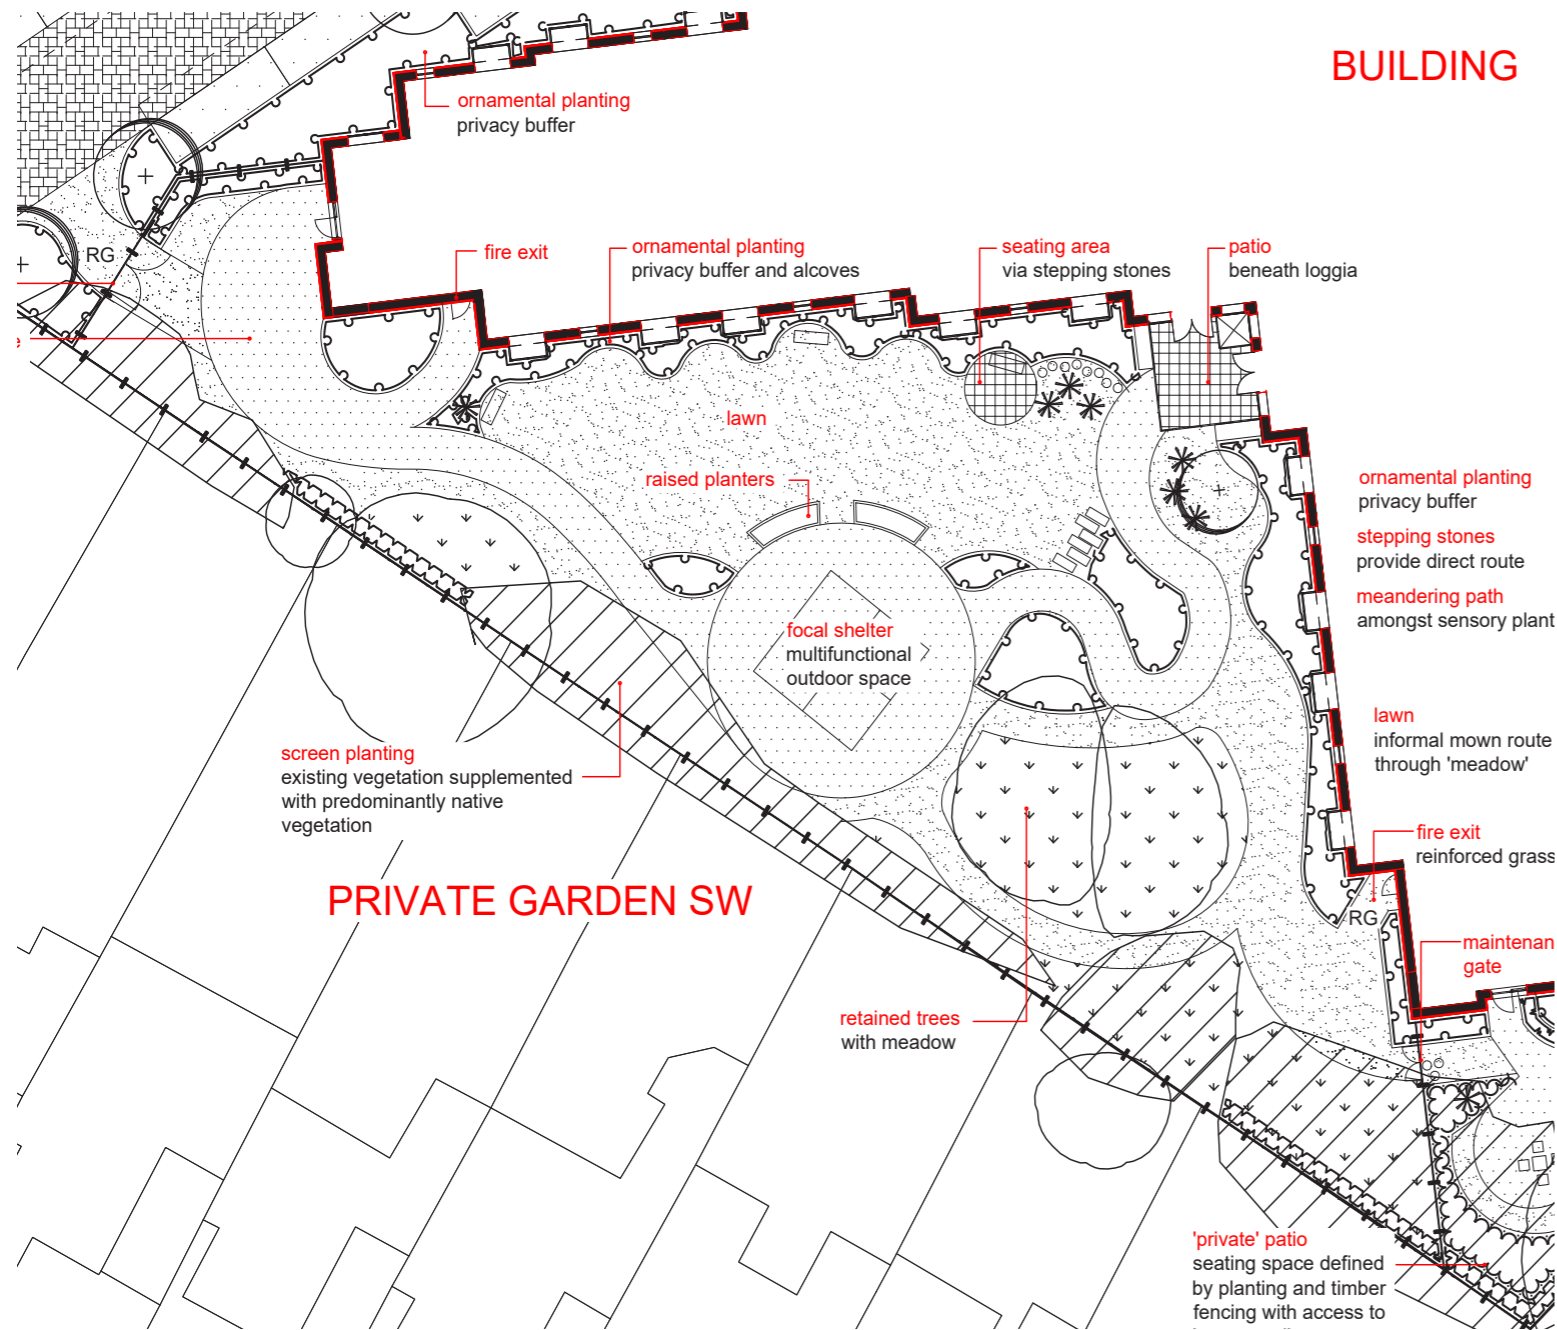 BUILDING
ornamental planting
privacy buffer
RG
fire exit
ornamental planting
privacy buffer and alcoves
seating area
via stepping stones
patio
beneath loggia
e
lawn
raised planters
ornamental planting
privacy buffer
stepping stones
provide direct route
meandering path
amongst sensory plant
focal shelter
multifunctional
outdoor space
lawn
informal mown route
through 'meadow'
screen planting
existing vegetation supplemented
with predominantly native
vegetation
fire exit
reinforced grass
PRIVATE GARDEN SW
RG
maintenan
gate
retained trees
with meadow
'private' patio
seating space defined
by planting and timber
fencing with access to